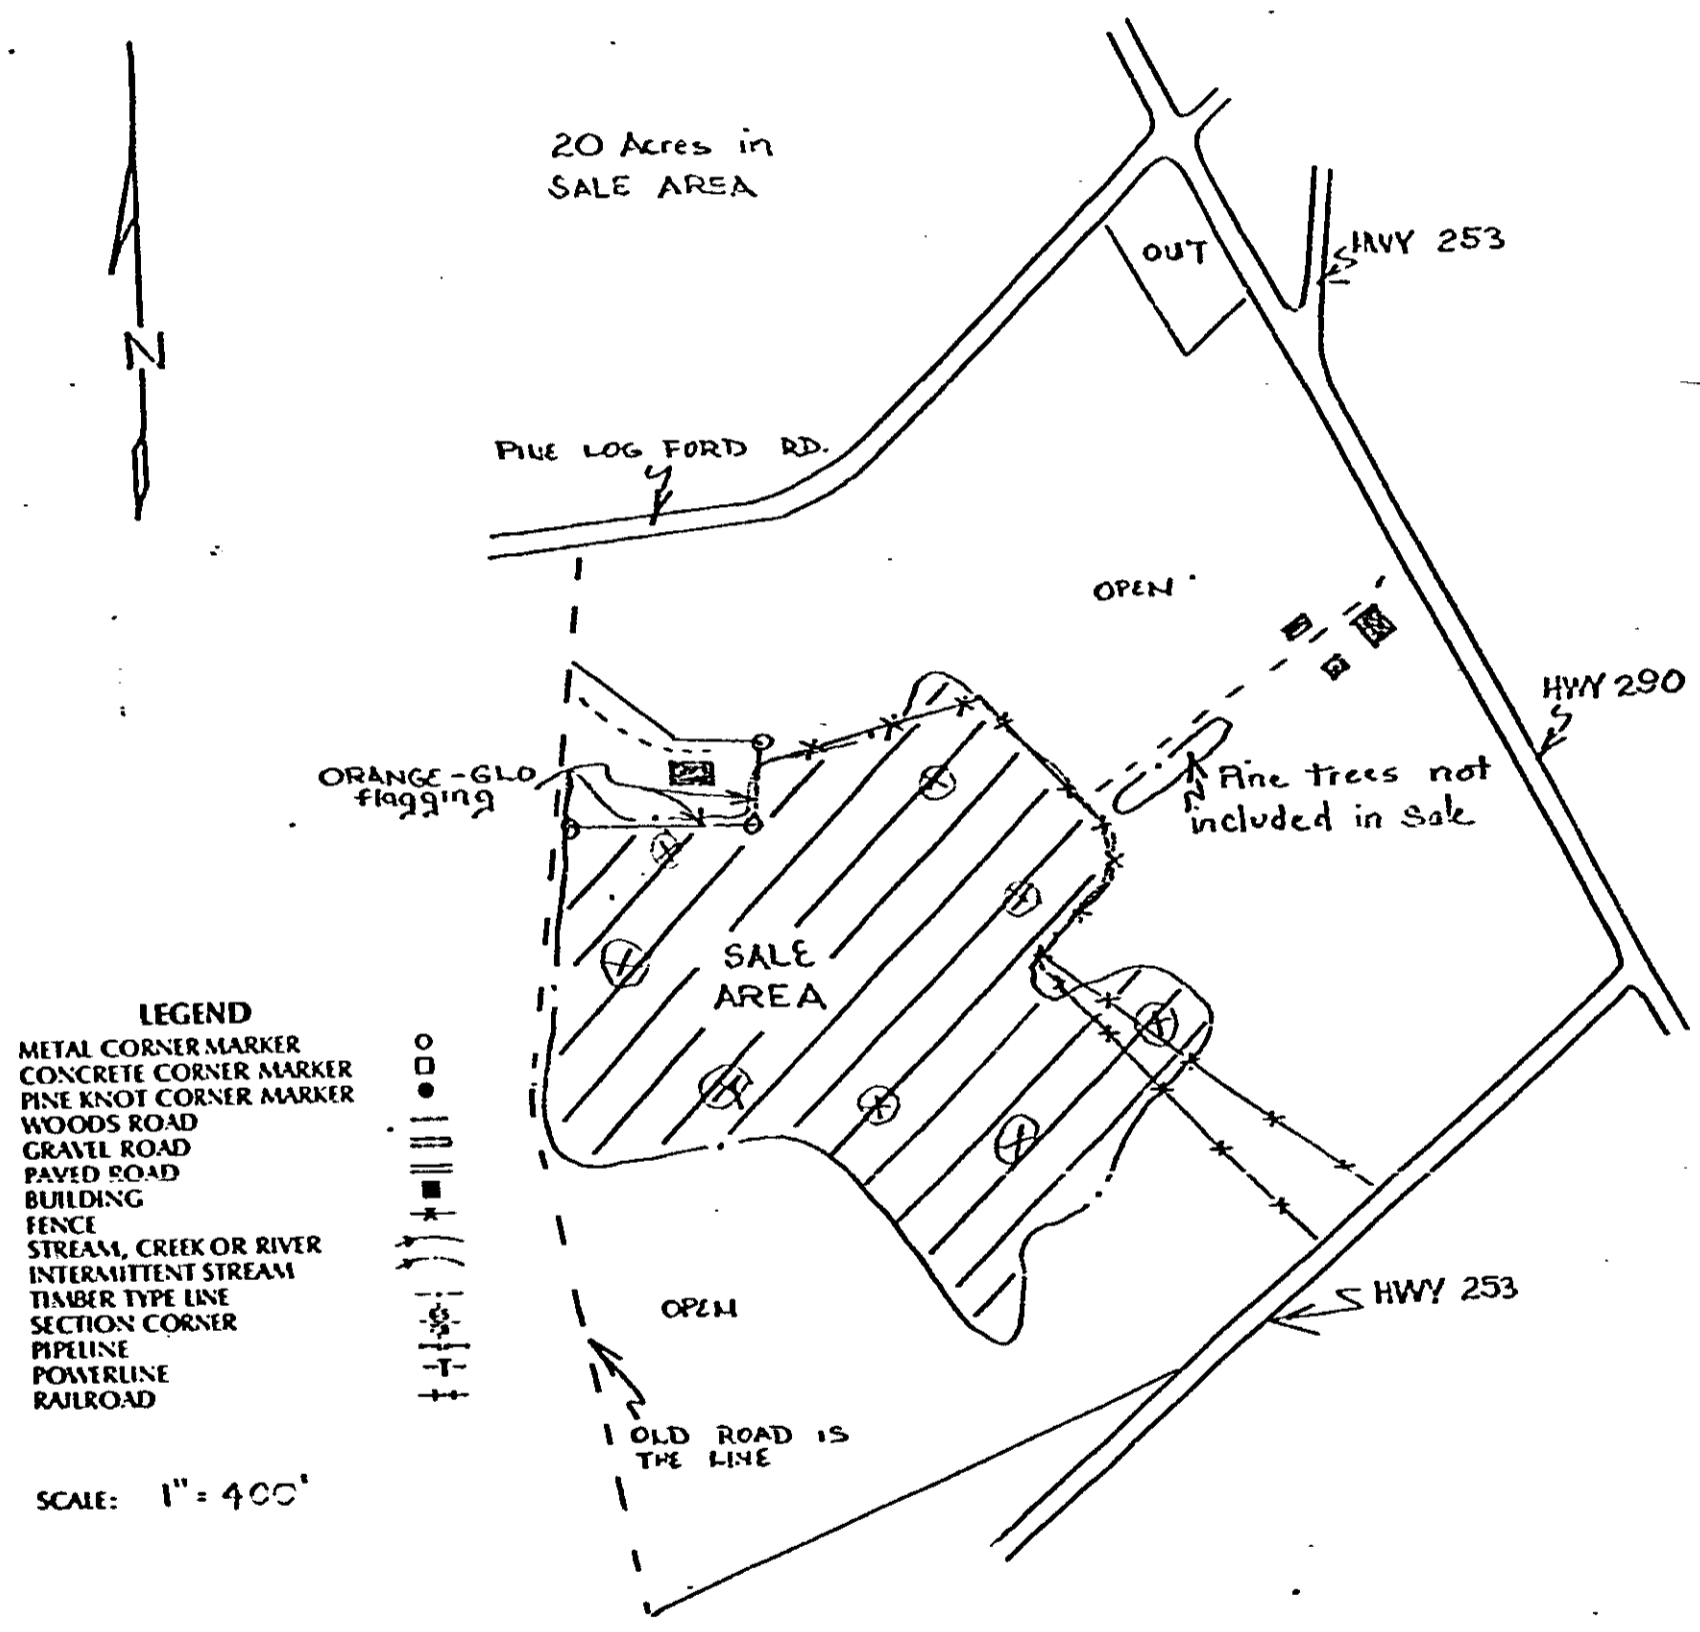 20 Acres in
SALE AREA
OUT
HWY 253
PINE LOG FORD RD.
N
OPEN
HWY 290
ORANGE-GLO
flagging
Pine trees not
included in sale
SALE
AREA
LEGEND
METAL CORNER MARKER
CONCRETE CORNER MARKER
PINE KNOT CORNER MARKER
WOODS ROAD
GRAVEL ROAD
PAVED ROAD
BUILDING
FENCE
STREAM, CREEK OR RIVER
INTERMITTENT STREAM
TIMBER TYPE LINE
SECTION CORNER
PIPELINE
POWERLINE -T-
RAILROAD
OPEN
HWY 253
OLD ROAD IS
THE LINE
SCALE: 1" = 400'